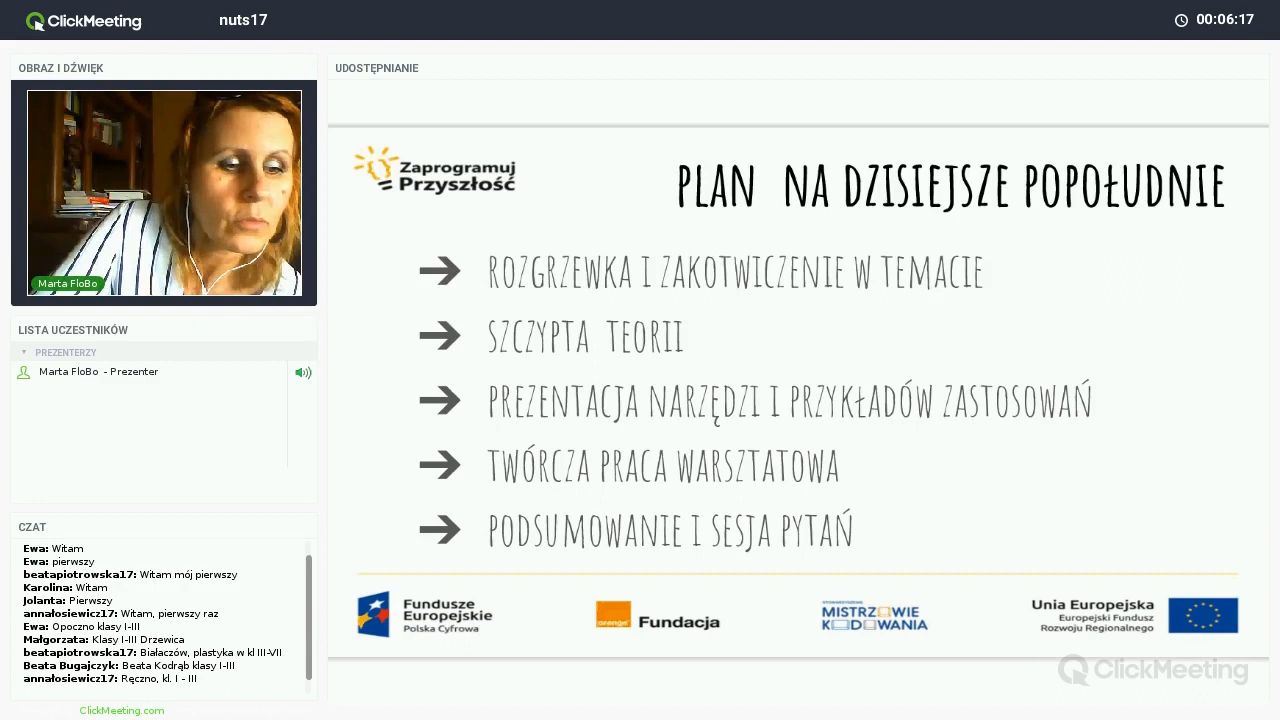 ClickMeeting
nuts17
00:06:17
OBRAZ I DŹWIĘK
Marta FloBo
LISTA UCZESTNIKÓW
PREZENTERZY
Marta FloBo - Prezenter
CZAT
Ewa: Witam
Ewa: pierwszy
beatapiotrowska17: Witam mój pierwszy
Karolina: Witam
Jolanta: Pierwszy
annałosiewicz17: Witam, pierwszy raz
Ewa: Opoczno klasy I-III
Małgorzata: Klasy I-III Drzewica
beatapiotrowska17: Białaczów, plastyka w kl III-VII
Beata Bugajczyk: Beata Kodrąb klasy I-III
annałosiewicz17: Ręczno, kl. I - III
ClickMeeting.com
UDOSTĘPNIANIE
Zaprogramuj
Przyszłość
PLAN NA DZISIEJSZE POPOŁUDNIE
ROZGRZEWKA I ZAKOTWICZENIE W TEMACIE
SZCZYPTA TEORII
PREZENTACJA NARZĘDZI I PRZYKŁADÓW ZASTOSOWAŃ
TWÓRCZA PRACA WARSZTATOWA
PODSUMOWANIE I SESJA PYTAŃ
Fundusze
Europejskie
Polska Cyfrowa
orange
Fundacja
STOWARZYSZENIE
MISTRZOWIE
KODOWANIA
Unia Europejska
Europejski Fundusz
Rozwoju Regionalnego
ClickMeeting